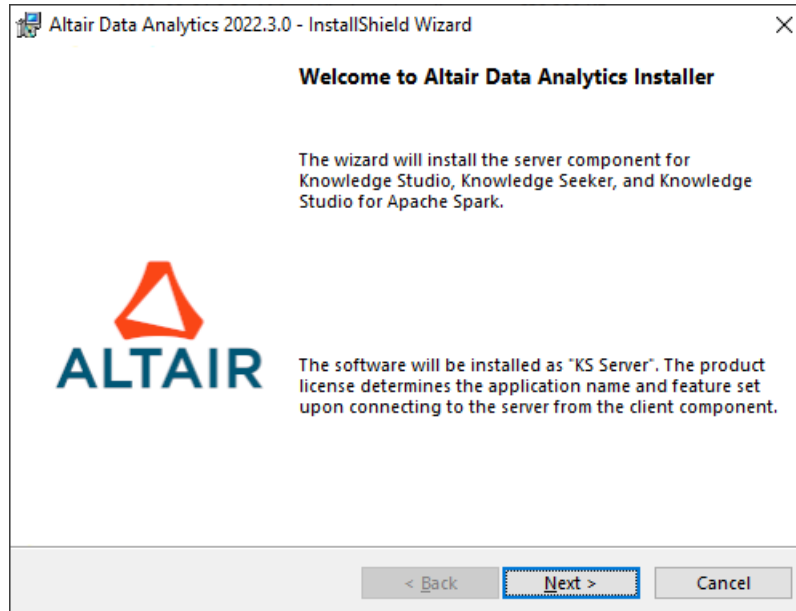 Altair Data Analytics 2022.3.0 - InstallShield Wizard
Welcome to Altair Data Analytics Installer
The wizard will install the server component for
Knowledge Studio, Knowledge Seeker, and Knowledge
Studio for Apache Spark.
ALTAIR
The software will be installed as "KS Server". The product
license determines the application name and feature set
upon connecting to the server from the client component.
< Back
Next >
Cancel